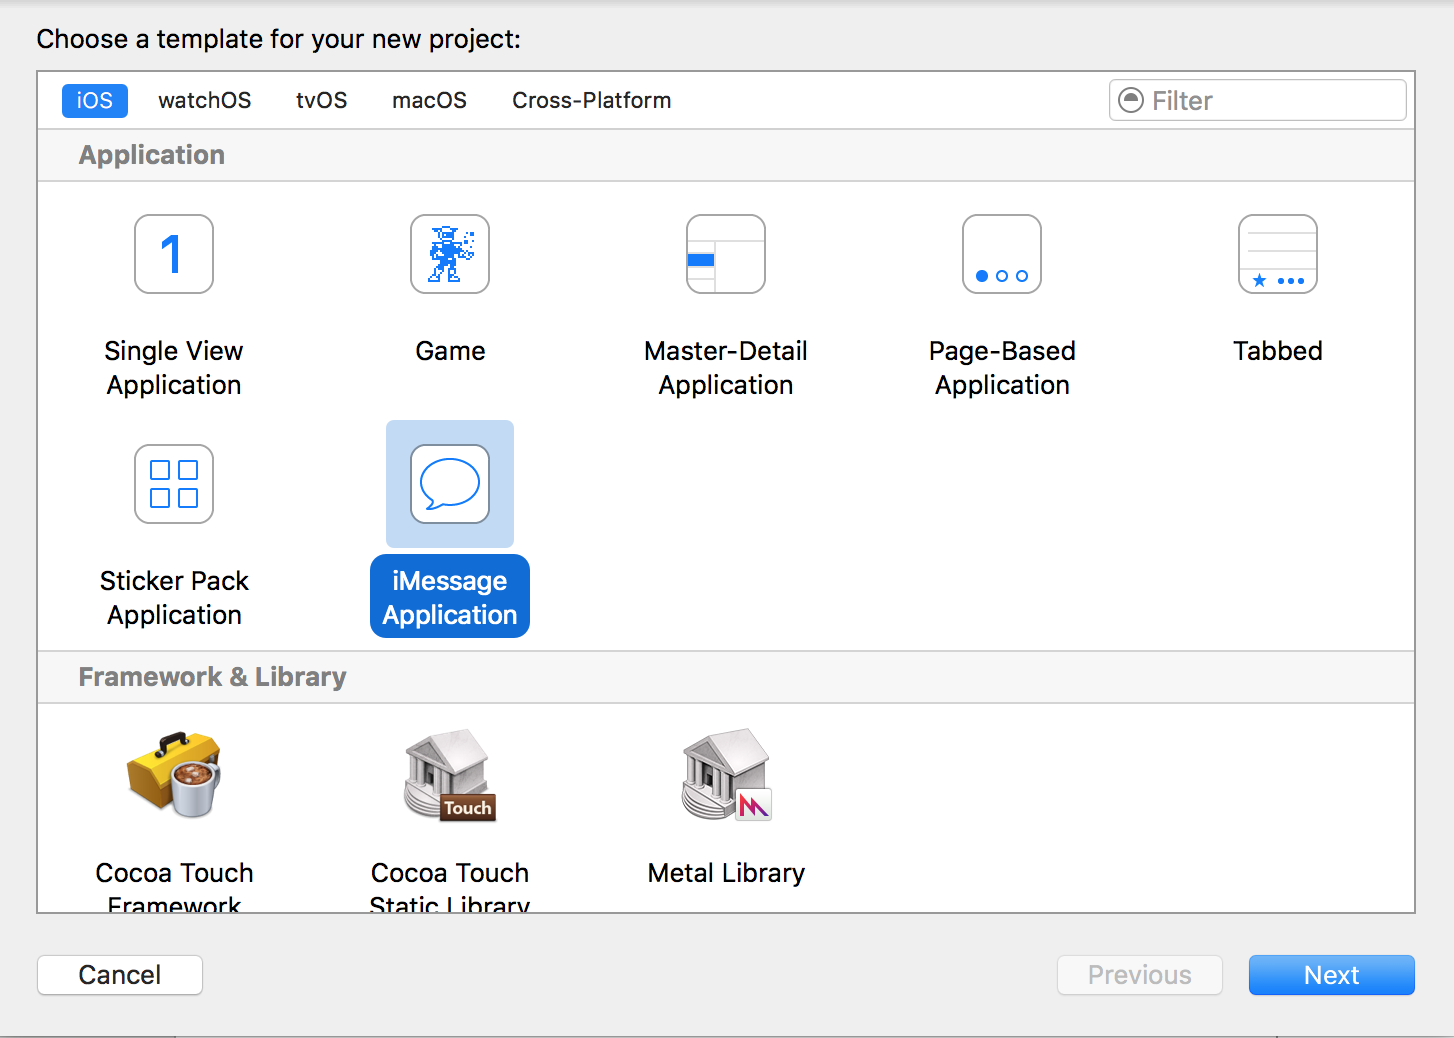 Choose a template for your new project:
iOS watchOS tvOS macOS Cross-Platform Filter
Application
1
Single View Application
Game
Master-Detail Application
Page-Based Application
Tabbed
Sticker Pack Application
iMessage Application
Framework & Library
Touch
Cocoa Touch Framework
Cocoa Touch Static Library
Metal Library
Cancel Previous Next